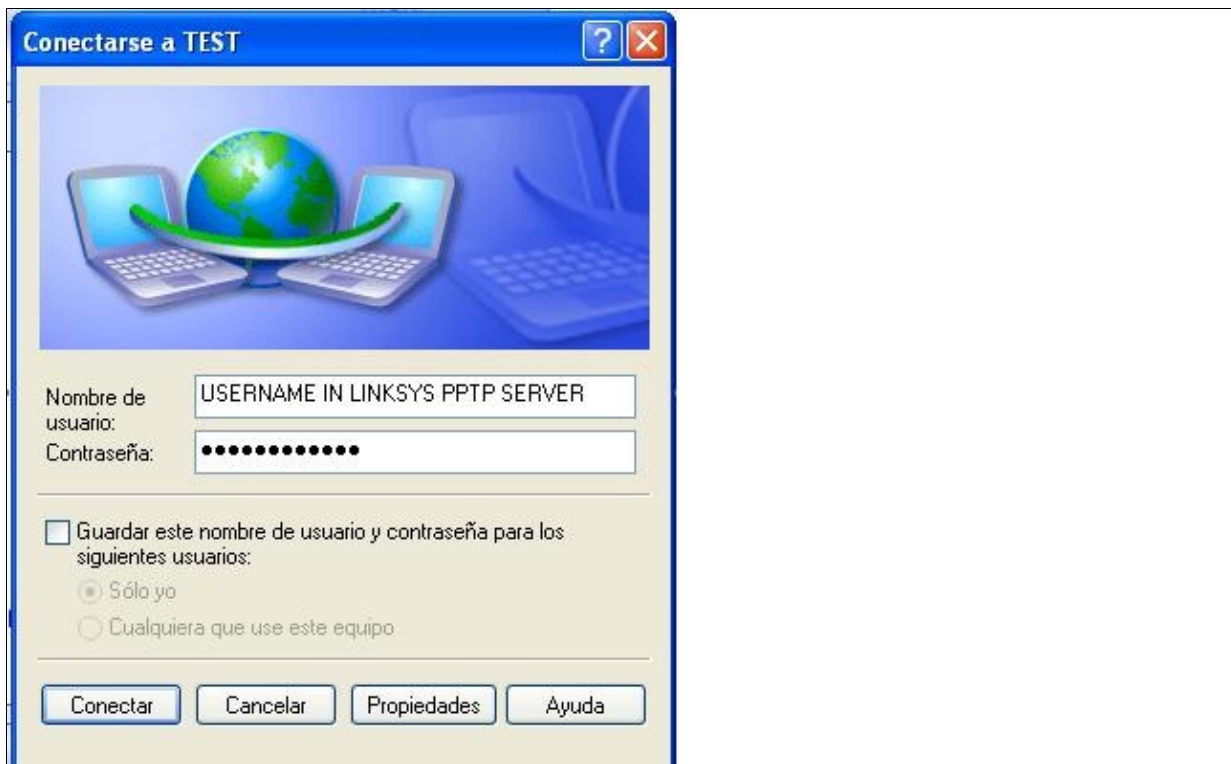 Conectarse a TEST
Nombre de
usuario:
USERNAME IN LINKSYS PPTP SERVER
Contraseña:
••••••••••••
Guardar este nombre de usuario y contraseña para los
siguientes usuarios:
Sólo yo
Cualquiera que use este equipo
Conectar Cancelar Propiedades Ayuda